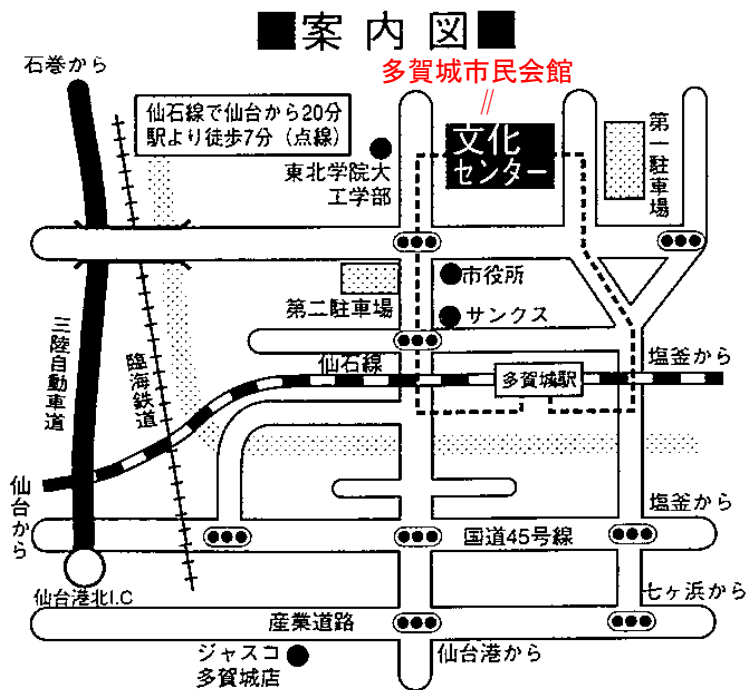 ■案内図■
石巻から
多賀城市民会館
//
仙石線で仙台から20分
駅より徒歩7分（点線）
文化
センター
第一駐車場
東北学院大
工学部
市役所
第二駐車場
サンクス
三陸自動車道
臨海鉄道
仙石線
多賀城駅
塩釜から
仙台から
塩釜から
国道45号線
仙台港北I.C
七ヶ浜から
産業道路
ジャスコ
多賀城店
仙台港から